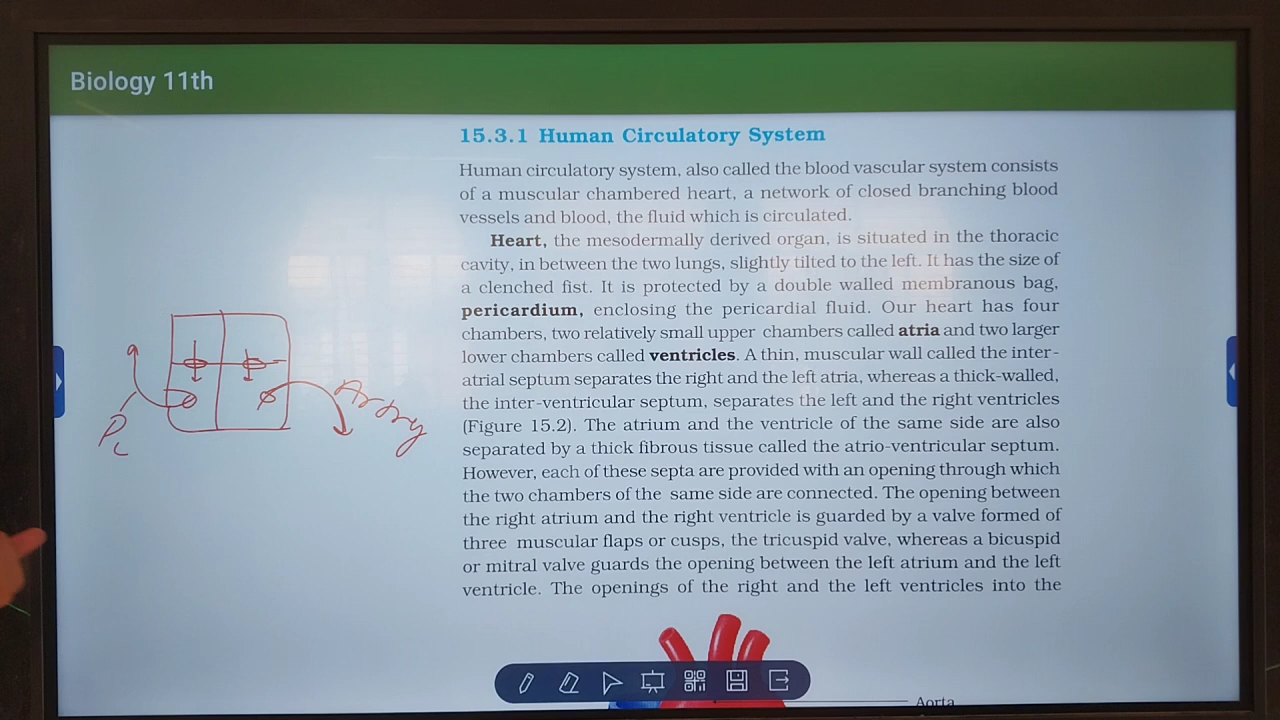 Biology 11th
15.3.1 Human Circulatory System
Human circulatory system, also called the blood vascular system consists
of a muscular chambered heart, a network of closed branching blood
vessels and blood, the fluid which is circulated.
Heart, the mesodermally derived organ, is situated in the thoracic
cavity, in between the two lungs, slightly tilted to the left. It has the size of
a clenched fist. It is protected by a double walled membranous bag,
pericardium, enclosing the pericardial fluid. Our heart has four
chambers, two relatively small upper chambers called atria and two larger
lower chambers called ventricles. A thin, muscular wall called the inter-
atrial septum separates the right and the left atria, whereas a thick-walled,
the inter-ventricular septum, separates the left and the right ventricles
(Figure 15.2). The atrium and the ventricle of the same side are also
separated by a thick fibrous tissue called the atrio-ventricular septum.
However, each of these septa are provided with an opening through which
the two chambers of the same side are connected. The opening between
the right atrium and the right ventricle is guarded by a valve formed of
three muscular flaps or cusps, the tricuspid valve, whereas a bicuspid
or mitral valve guards the opening between the left atrium and the left
ventricle. The openings of the right and the left ventricles into the
Aorta